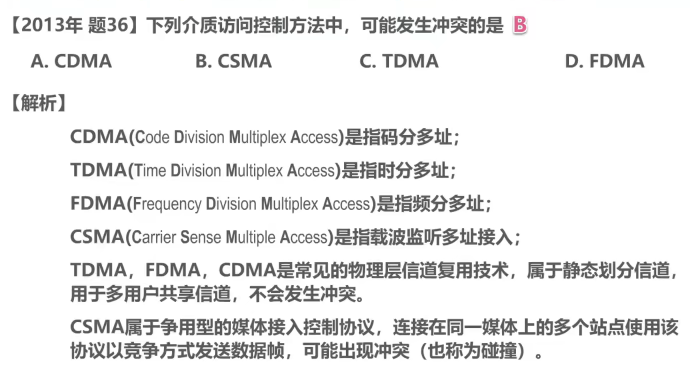 【2013年 题36】下列介质访问控制方法中，可能发生冲突的是 B
A. CDMA B. CSMA C. TDMA D. FDMA
【解析】
CDMA(Code Division Multiplex Access)是指码分多址；
TDMA(Time Division Multiplex Access)是指时分多址；
FDMA(Frequency Division Multiplex Access)是指频分多址；
CSMA(Carrier Sense Multiple Access)是指载波监听多址接入；
TDMA，FDMA，CDMA是常见的物理层信道复用技术，属于静态划分信道，
用于多用户共享信道，不会发生冲突。
CSMA属于争用型的媒体接入控制协议，连接在同一媒体上的多个站点使用该
协议以竞争方式发送数据帧，可能出现冲突（也称为碰撞）。